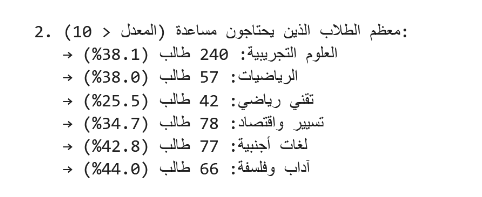 2. معظم الطلاب الذين يحتاجون مساعدة (المعدل < 10):
→ العلوم التجريبية: 240 طالب (38.1%)
→ الرياضيات: 57 طالب (38.0%)
→ تقني رياضي: 42 طالب (25.5%)
→ تسيير واقتصاد: 78 طالب (34.7%)
→ لغات أجنبية: 77 طالب (42.8%)
→ آداب وفلسفة: 66 طالب (44.0%)